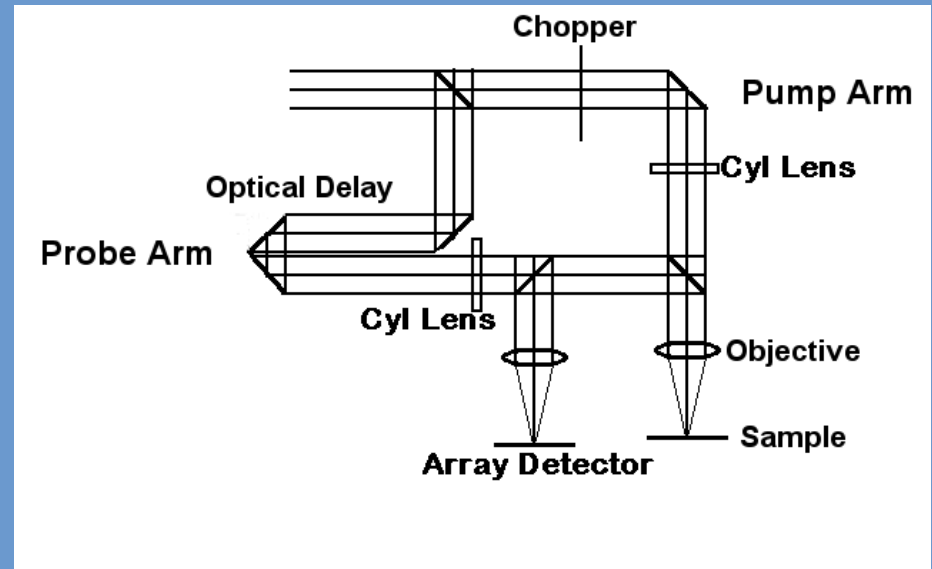 Chopper
Pump Arm
Cyl Lens
Optical Delay
Probe Arm
Cyl Lens
Objective
Sample
Array Detector